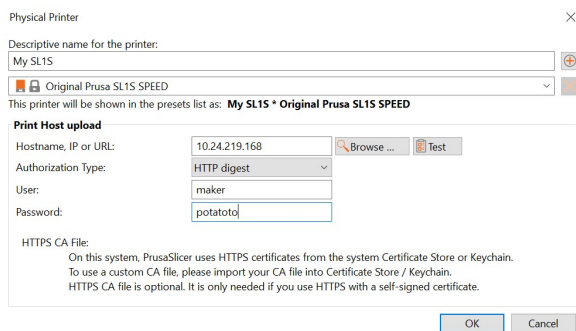 Physical Printer
Descriptive name for the printer:
My SL1S
Original Prusa SL1S SPEED
This printer will be shown in the presets list as: My SL1S * Original Prusa SL1S SPEED
Print Host upload
Hostname, IP or URL: 10.24.219.168 Browse ... Test
Authorization Type: HTTP digest
User: maker
Password: potatoto
HTTPS CA File:
On this system, PrusaSlicer uses HTTPS certificates from the system Certificate Store or Keychain.
To use a custom CA file, please import your CA file into Certificate Store / Keychain.
HTTPS CA file is optional. It is only needed if you use HTTPS with a self-signed certificate.
OK Cancel